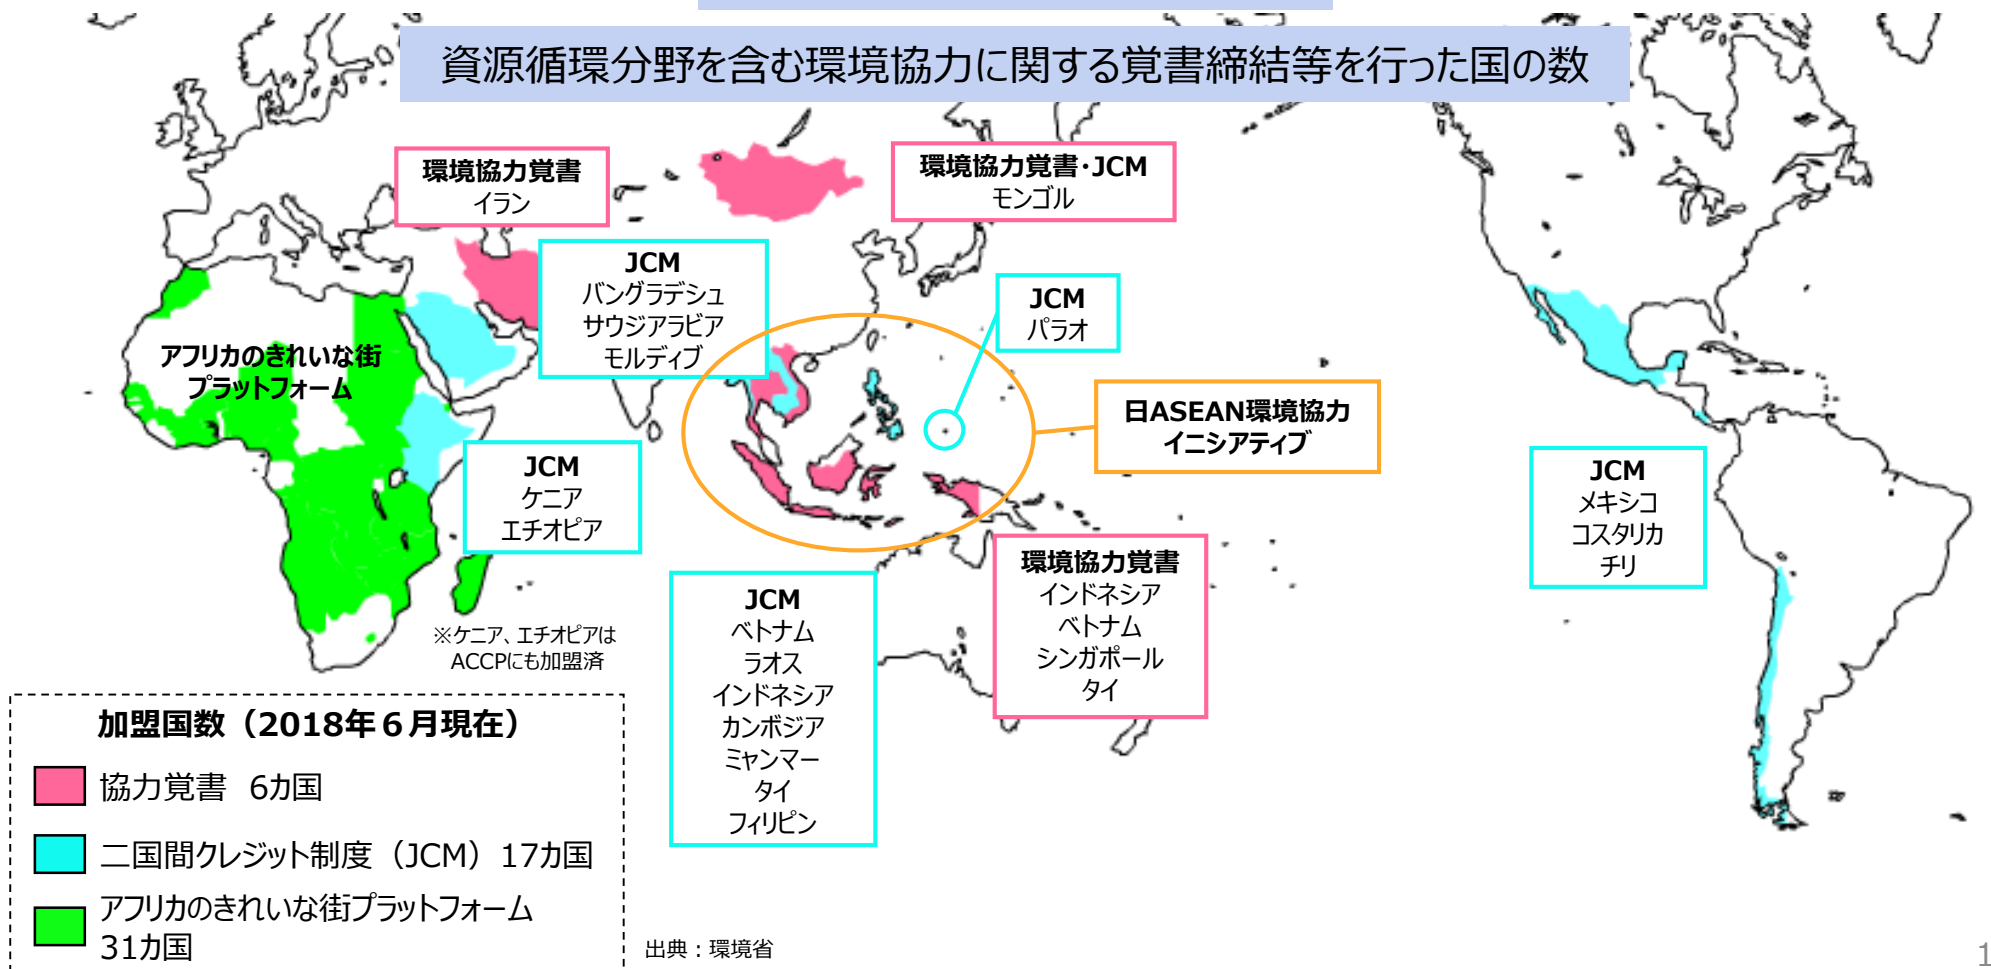 資源循環分野を含む環境協力に関する覚書締結等を行った国の数
環境協力覚書
イラン
環境協力覚書・JCM
モンゴル
JCM
バングラデシュ
サウジアラビア
モルディブ
JCM
パラオ
アフリカのきれいな街
プラットフォーム
日ASEAN環境協力
イニシアティブ
JCM
ケニア
エチオピア
JCM
メキシコ
コスタリカ
チリ
環境協力覚書
インドネシア
ベトナム
シンガポール
タイ
JCM
ベトナム
ラオス
インドネシア
カンボジア
ミャンマー
タイ
フィリピン
※ケニア、エチオピアは
ACCPにも加盟済
加盟国数（2018年６月現在）
協力覚書 6カ国
二国間クレジット制度（JCM）17カ国
アフリカのきれいな街プラットフォーム
31カ国
出典：環境省
1